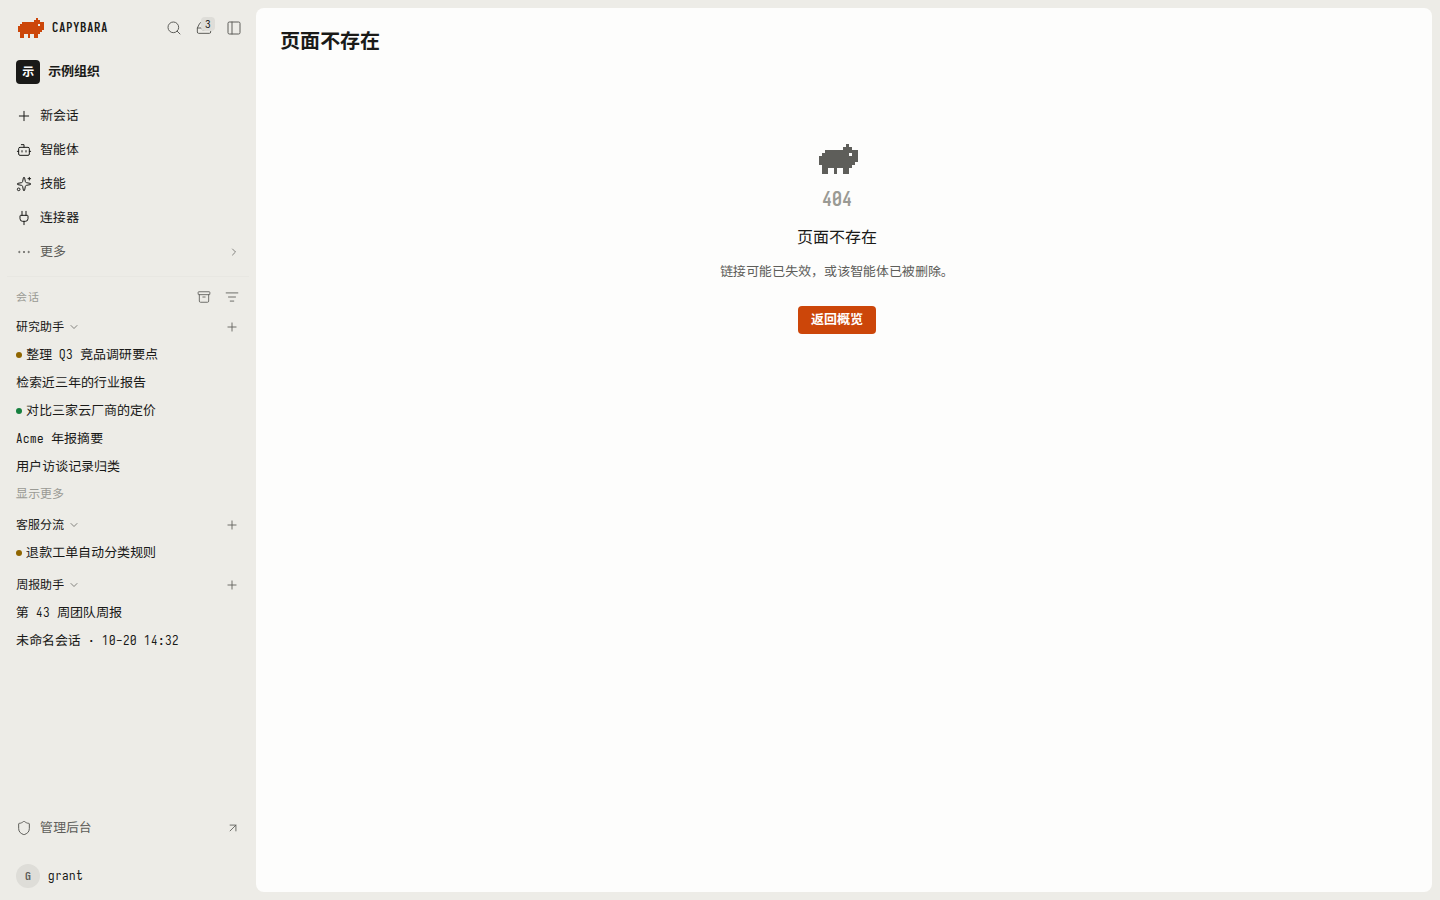 CAPYBARA
3
示 示例组织
新会话
智能体
技能
连接器
更多
会话
研究助手
整理 Q3 竞品调研要点
检索近三年的行业报告
对比三家云厂商的定价
Acme 年报摘要
用户访谈记录归类
显示更多
客服分流
退款工单自动分类规则
周报助手
第 43 周团队周报
未命名会话 · 10-20 14:32
管理后台
G grant
页面不存在
404
页面不存在
链接可能已失效，或该智能体已被删除。
返回概览